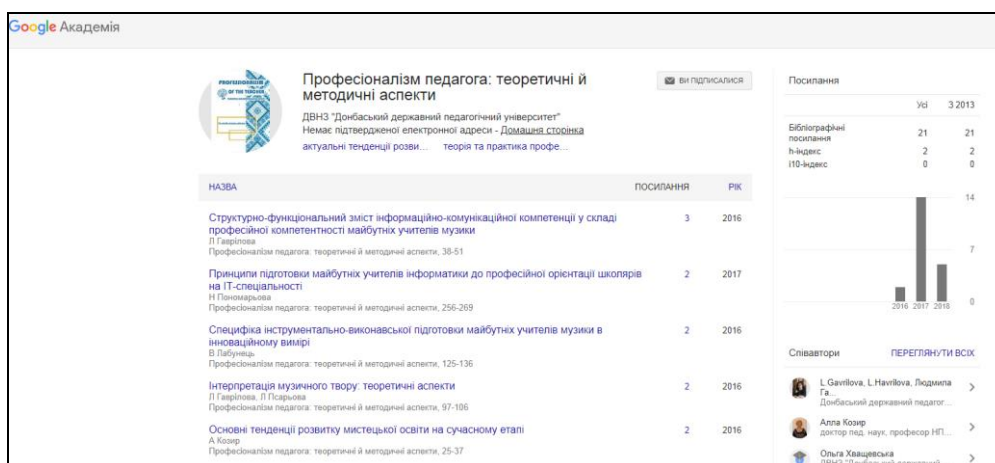 Google Академія
PROFESSIONALISM
OF THE TEACHER
Професіоналізм педагога: теоретичні й
методичні аспекти
ВИ ПІДПИСАЛИСЯ
ДВНЗ "Донбаський державний педагогічний університет"
Немає підтвердженої електронної адреси - Домашня сторінка
актуальні тенденції розви... теорія та практика профе...
НАЗВА ПОСИЛАННЯ РІК
Структурно-функціональний зміст інформаційно-комунікаційної компетенції у складі 3 2016
професійної компетентності майбутніх учителів музики
Л Гаврілова
Професіоналізм педагога: теоретичні й методичні аспекти, 38-51
Принципи підготовки майбутніх учителів інформатики до професійної орієнтації школярів 2 2017
на ІТ-спеціальності
Н Пономарьова
Професіоналізм педагога: теоретичні й методичні аспекти, 256-269
Специфіка інструментально-виконавської підготовки майбутніх учителів музики в 2 2016
інноваційному вимірі
В Лабунець
Професіоналізм педагога: теоретичні й методичні аспекти, 125-136
Інтерпретація музичного твору: теоретичні аспекти 2 2016
Л Гаврілова, Л Псарьова
Професіоналізм педагога: теоретичні й методичні аспекти, 97-106
Основні тенденції розвитку мистецької освіти на сучасному етапі 2 2016
А Козир
Професіоналізм педагога: теоретичні й методичні аспекти, 25-37
Посилання
Усі З 2013
Бібліографічні
посилання 21 21
h-індекс 2 2
i10-індекс 0 0
14
7
0
2016 2017 2018
Співавтори ПЕРЕГЛЯНУТИ ВСІХ
L.Gavrilova, L.Havrilova, Людмила
Га...
Донбаський державний педагог...
Алла Козир
доктор пед. наук, професор НП...
Ольга Хващевська
ДВНЗ "Донбаський державний